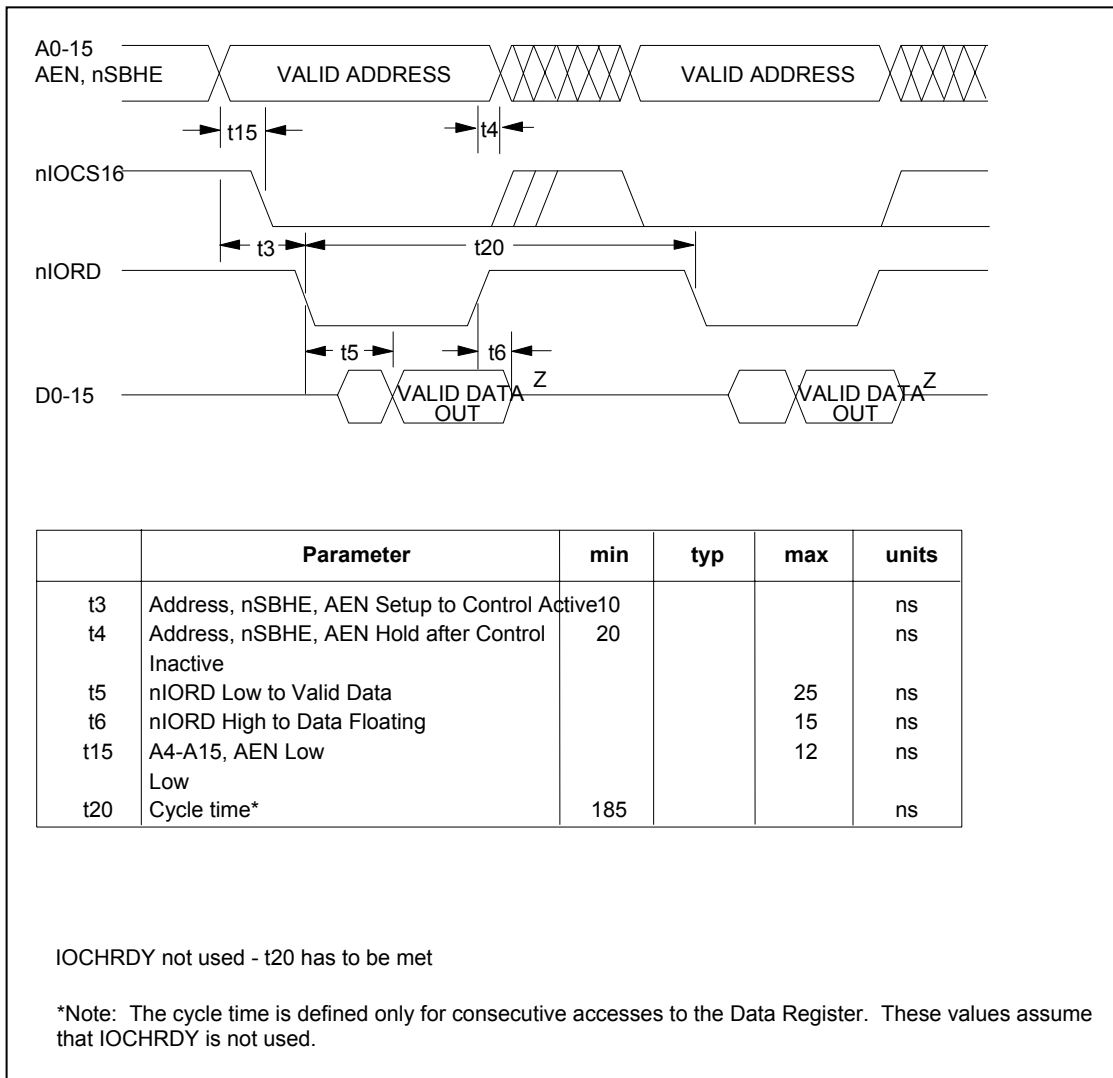 A0-15
AEN, nSBHE
VALID ADDRESS
VALID ADDRESS
t15
t4
nIOCS16
t3
t20
nIORD
t5
t6
D0-15
VALID DATA
OUT
Z
VALID DATA
OUT
Z
Parameter min typ max units
t3 Address, nSBHE, AEN Setup to Control Active 10 ns
t4 Address, nSBHE, AEN Hold after Control 20 ns
Inactive
t5 nIORD Low to Valid Data 25 ns
t6 nIORD High to Data Floating 15 ns
t15 A4-A15, AEN Low 12 ns
Low
t20 Cycle time* 185 ns
IOCHRDY not used - t20 has to be met
*Note: The cycle time is defined only for consecutive accesses to the Data Register. These values assume
that IOCHRDY is not used.